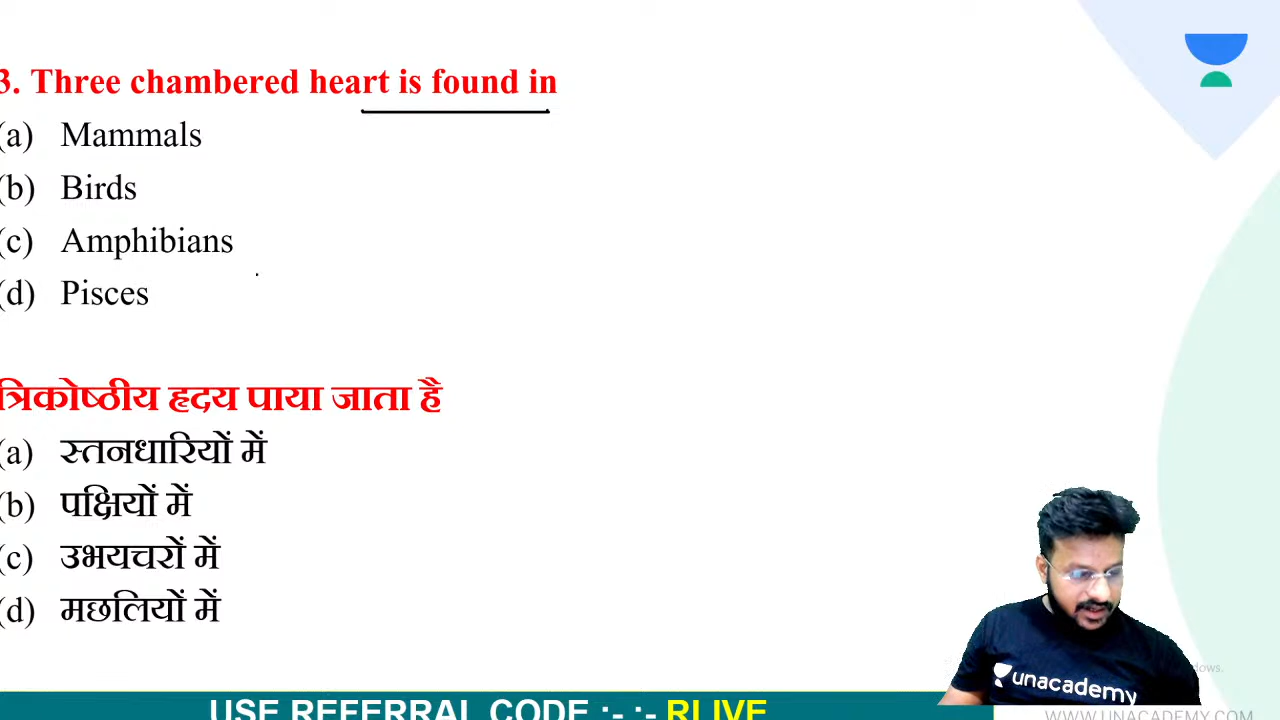 3. Three chambered heart is found in
(a) Mammals
(b) Birds
(c) Amphibians
(d) Pisces
त्रिकोष्ठीय हृदय पाया जाता है
(a) स्तनधारियों में
(b) पक्षियों में
(c) उभयचरों में
(d) मछलियों में
unacademy
dows.
USE REFERRAL CODE :- :- RLIVE
WWW.UNACADEMY.COM